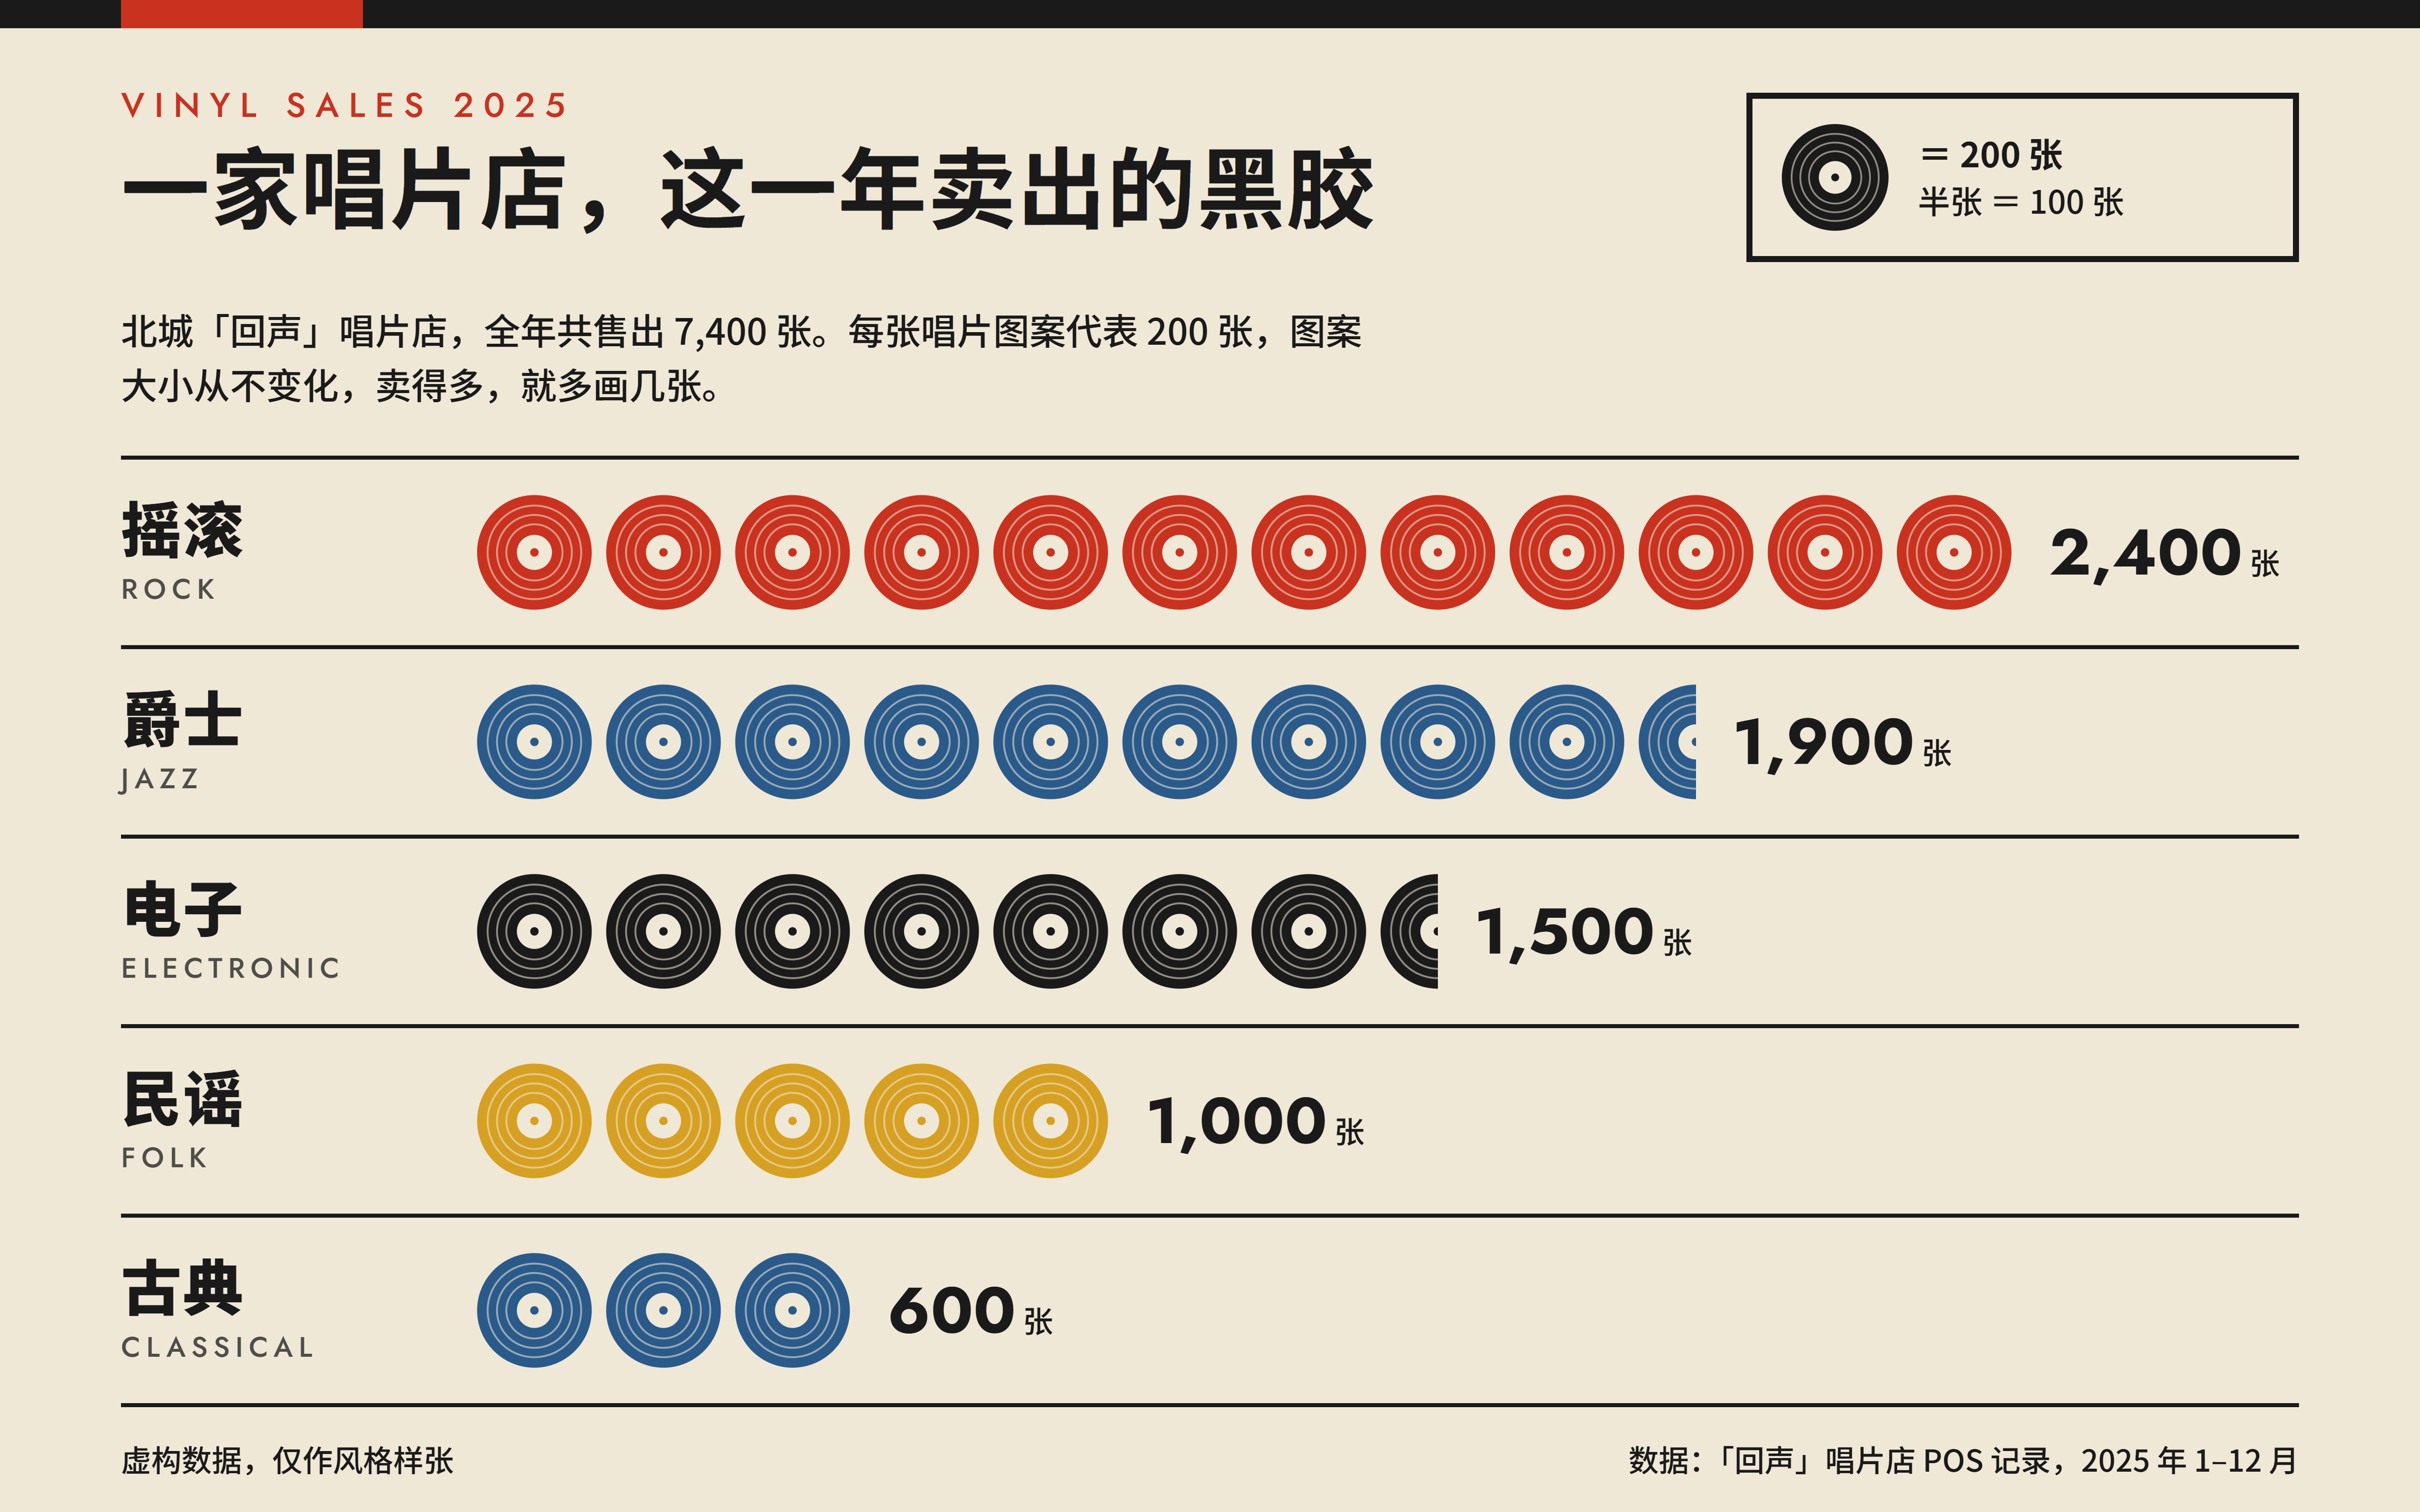 VINYL SALES 2025
一家唱片店，这一年卖出的黑胶
＝ 200 张
半张 ＝ 100 张
北城「回声」唱片店，全年共售出 7,400 张。每张唱片图案代表 200 张，图案
大小从不变化，卖得多，就多画几张。
摇滚
ROCK
2,400 张
爵士
JAZZ
1,900 张
电子
ELECTRONIC
1,500 张
民谣
FOLK
1,000 张
古典
CLASSICAL
600 张
虚构数据，仅作风格样张
数据：「回声」唱片店 POS 记录，2025 年 1–12 月